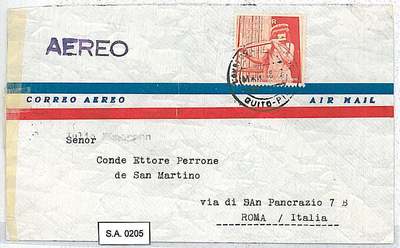 AEREO
R
CORREO AEREO AIR MAIL
QUITO-P
Señor
Conde Ettore Perrone
de San Martino
via di SAn Pancrazio 7 B
ROMA / Italia
S.A. 0205